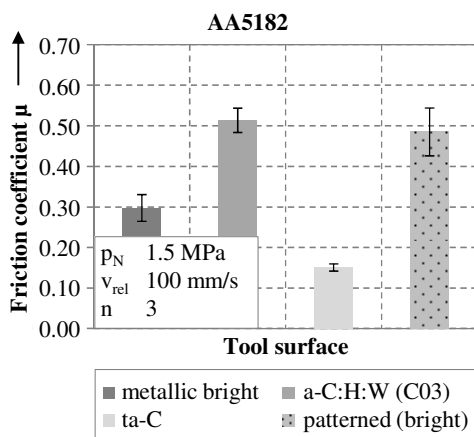 AA5182
Friction coefficient µ
0.70
0.60
0.50
0.40
0.30
0.20
0.10
0.00
pN 1.5 MPa
vrel 100 mm/s
n 3
Tool surface
metallic bright
a-C:H:W (C03)
ta-C
patterned (bright)